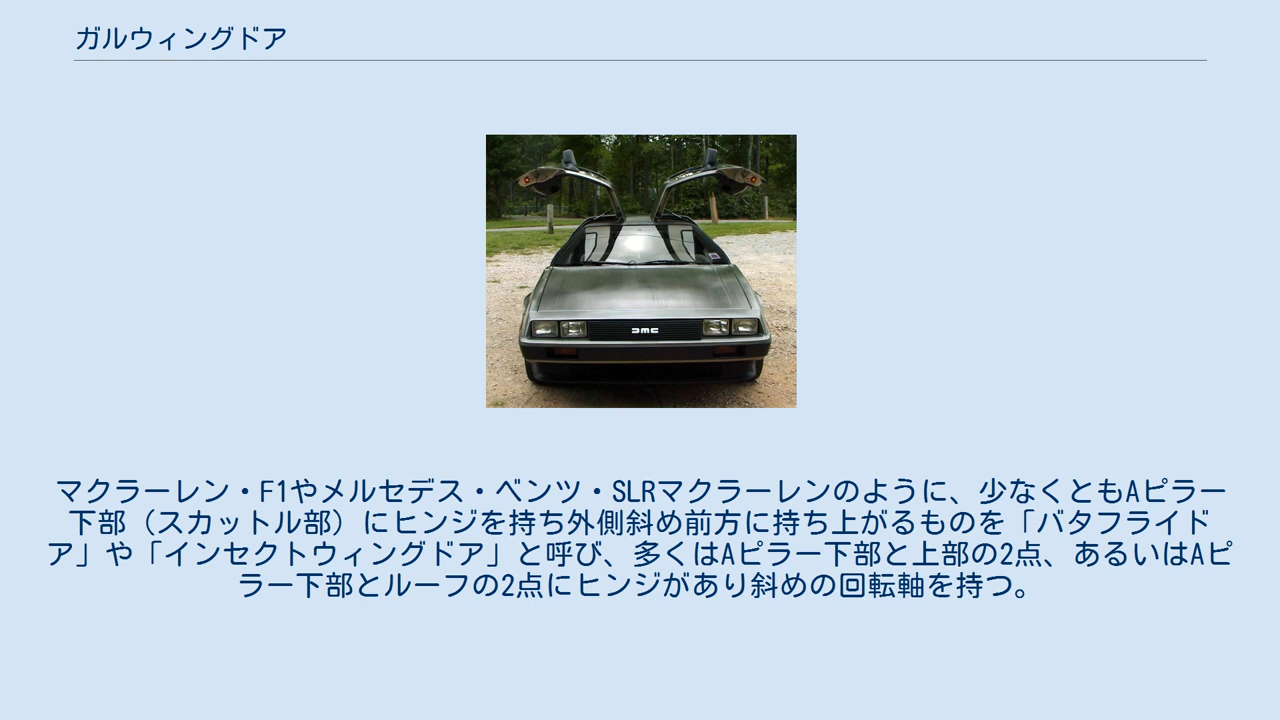 ガルウィングドア
DMC
マクラーレン・F1やメルセデス・ベンツ・SLRマクラーレンのように、少なくともAピラー
下部（スカットル部）にヒンジを持ち外側斜め前方に持ち上がるものを「バタフライド
ア」や「インセクトウィングドア」と呼び、多くはAピラー下部と上部の2点、あるいはAピ
ラー下部とルーフの2点にヒンジがあり斜めの回転軸を持つ。